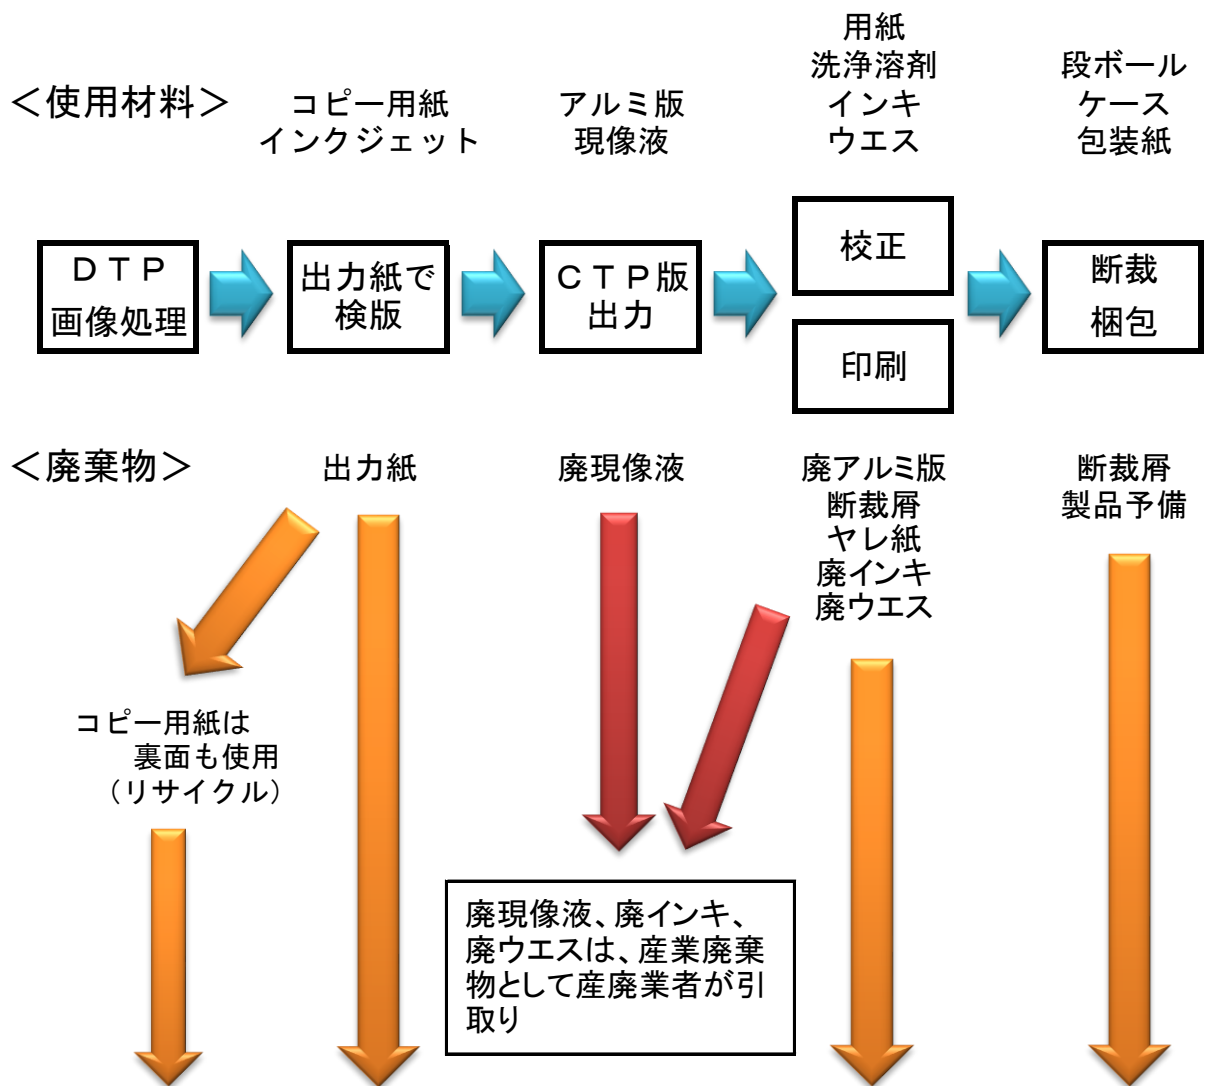 ＜使用材料＞
コピー用紙
インクジェット
アルミ版
現像液
用紙
洗浄溶剤
インキ
ウエス
段ボール
ケース
包装紙
ＤＴＰ
画像処理
出力紙で
検版
ＣＴＰ版
出力
校正
印刷
断裁
梱包
＜廃棄物＞
出力紙
廃現像液
廃アルミ版
断裁屑
ヤレ紙
廃インキ
廃ウエス
断裁屑
製品予備
コピー用紙は
裏面も使用
（リサイクル）
廃現像液、廃インキ、
廃ウエスは、産業廃棄
物として産廃業者が引
取り